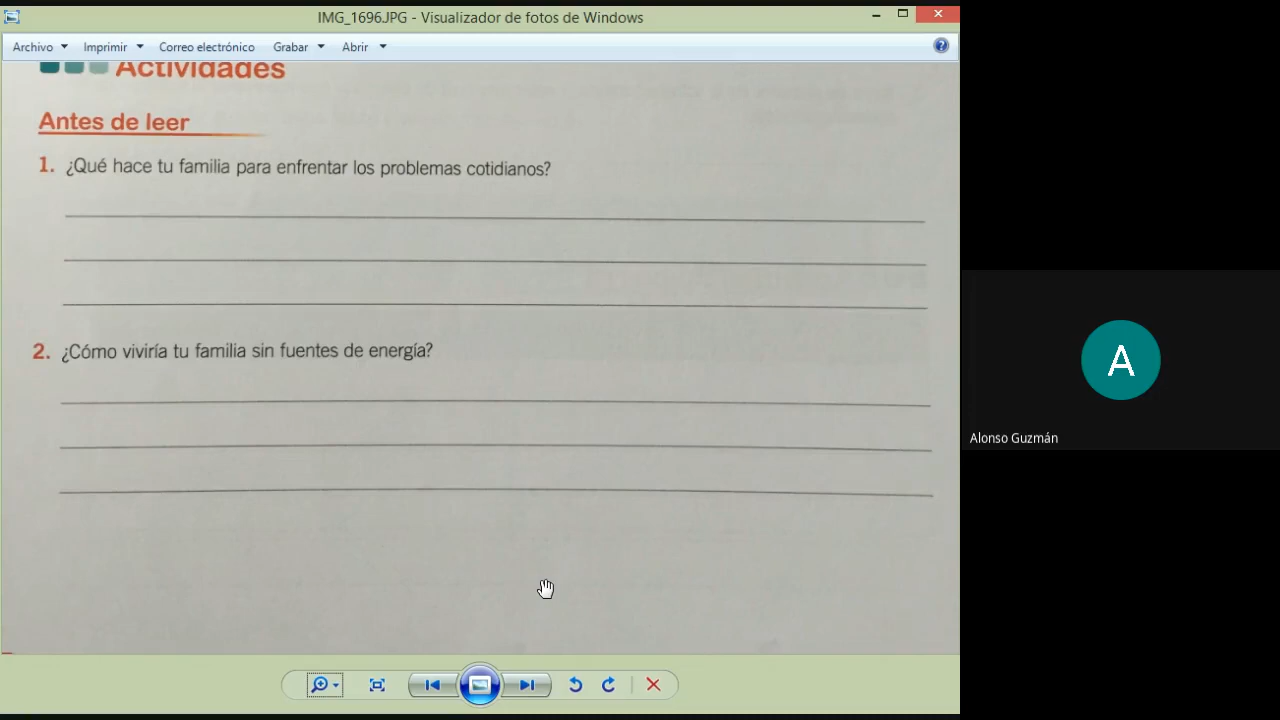 IMG_1696.JPG - Visualizador de fotos de Windows
Archivo Imprimir Correo electrónico Grabar Abrir
Actividades
Antes de leer
1. ¿Qué hace tu familia para enfrentar los problemas cotidianos?
2. ¿Cómo viviría tu familia sin fuentes de energía?
A
Alonso Guzmán